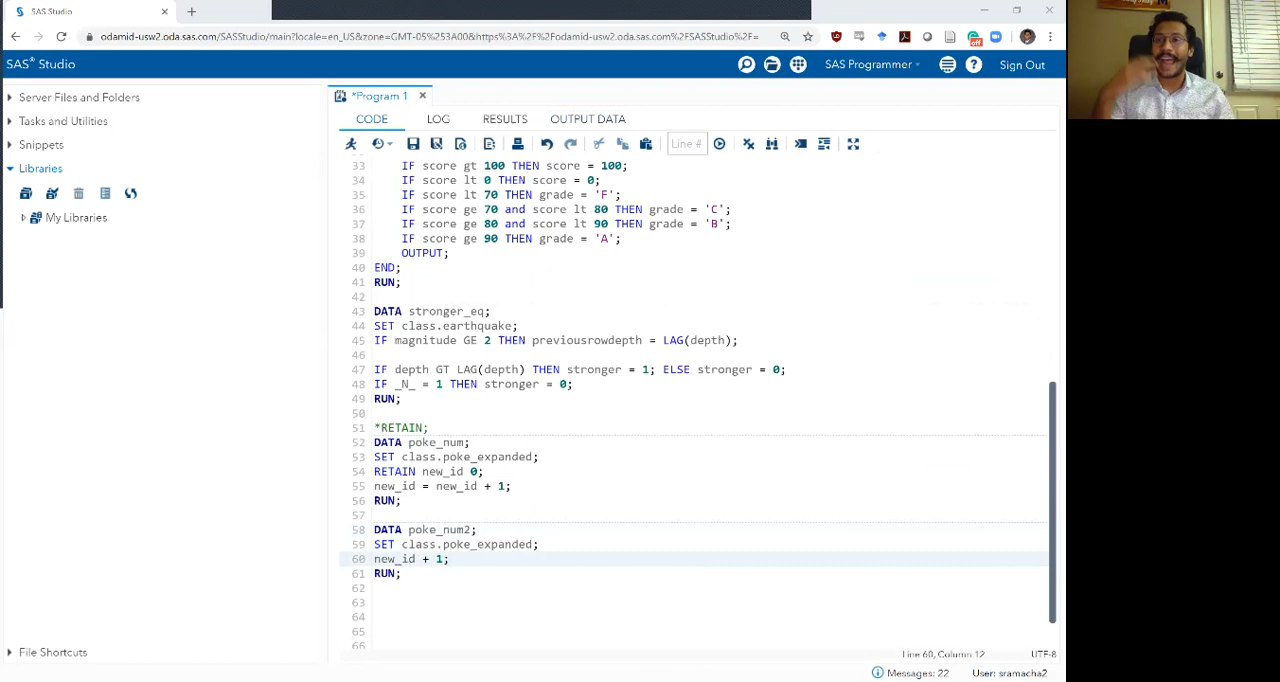 SAS Studio
odamid-usw2.oda.sas.com/SASStudio/main?locale=en_US&zone=GMT-05%253A00&https%3A%2F%2Fodamid-usw2.oda.sas.com%2FSASStudio%2F=
SAS® Studio
SAS Programmer
Sign Out
Server Files and Folders
Tasks and Utilities
Snippets
Libraries
My Libraries
File Shortcuts
*Program 1
CODE LOG RESULTS OUTPUT DATA
Line #
33 IF score gt 100 THEN score = 100;
34 IF score lt 0 THEN score = 0;
35 IF score lt 70 THEN grade = 'F';
36 IF score ge 70 and score lt 80 THEN grade = 'C';
37 IF score ge 80 and score lt 90 THEN grade = 'B';
38 IF score ge 90 THEN grade = 'A';
39 OUTPUT;
40 END;
41 RUN;
42
43 DATA stronger_eq;
44 SET class.earthquake;
45 IF magnitude GE 2 THEN previousrowdepth = LAG(depth);
46
47 IF depth GT LAG(depth) THEN stronger = 1; ELSE stronger = 0;
48 IF _N_ = 1 THEN stronger = 0;
49 RUN;
50
51 *RETAIN;
52 DATA poke_num;
53 SET class.poke_expanded;
54 RETAIN new_id 0;
55 new_id = new_id + 1;
56 RUN;
57
58 DATA poke_num2;
59 SET class.poke_expanded;
60 new_id + 1;
61 RUN;
62
63
64
65
66
Line 60, Column 12
UTF-8
Messages: 22
User: sramacha2